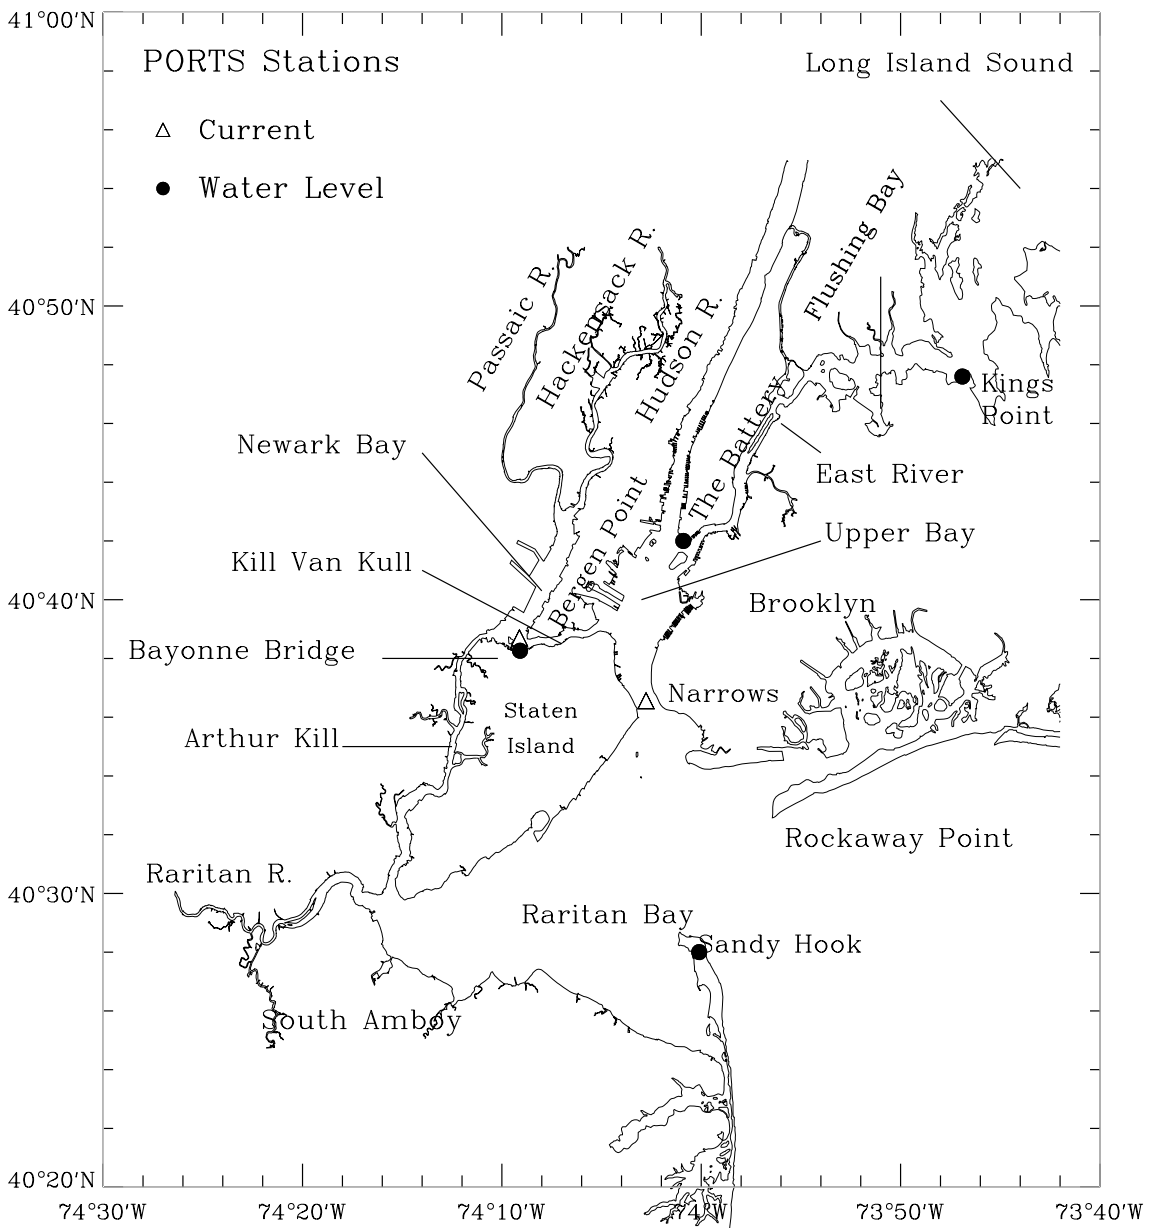 41°00'N
PORTS Stations
Long Island Sound
Current
Water Level
Flushing Bay
Passaic R.
Hackensack R.
Hudson R.
40°50'N
Kings
Point
The Battery
Newark Bay
East River
Bergen Point
Upper Bay
Kill Van Kull
40°40'N
Brooklyn
Bayonne Bridge
Narrows
Staten
Island
Arthur Kill
Rockaway Point
Raritan R.
40°30'N
Raritan Bay
Sandy Hook
South Amboy
40°20'N
74°30'W 74°20'W 74°10'W 74°0'W 73°50'W 73°40'W